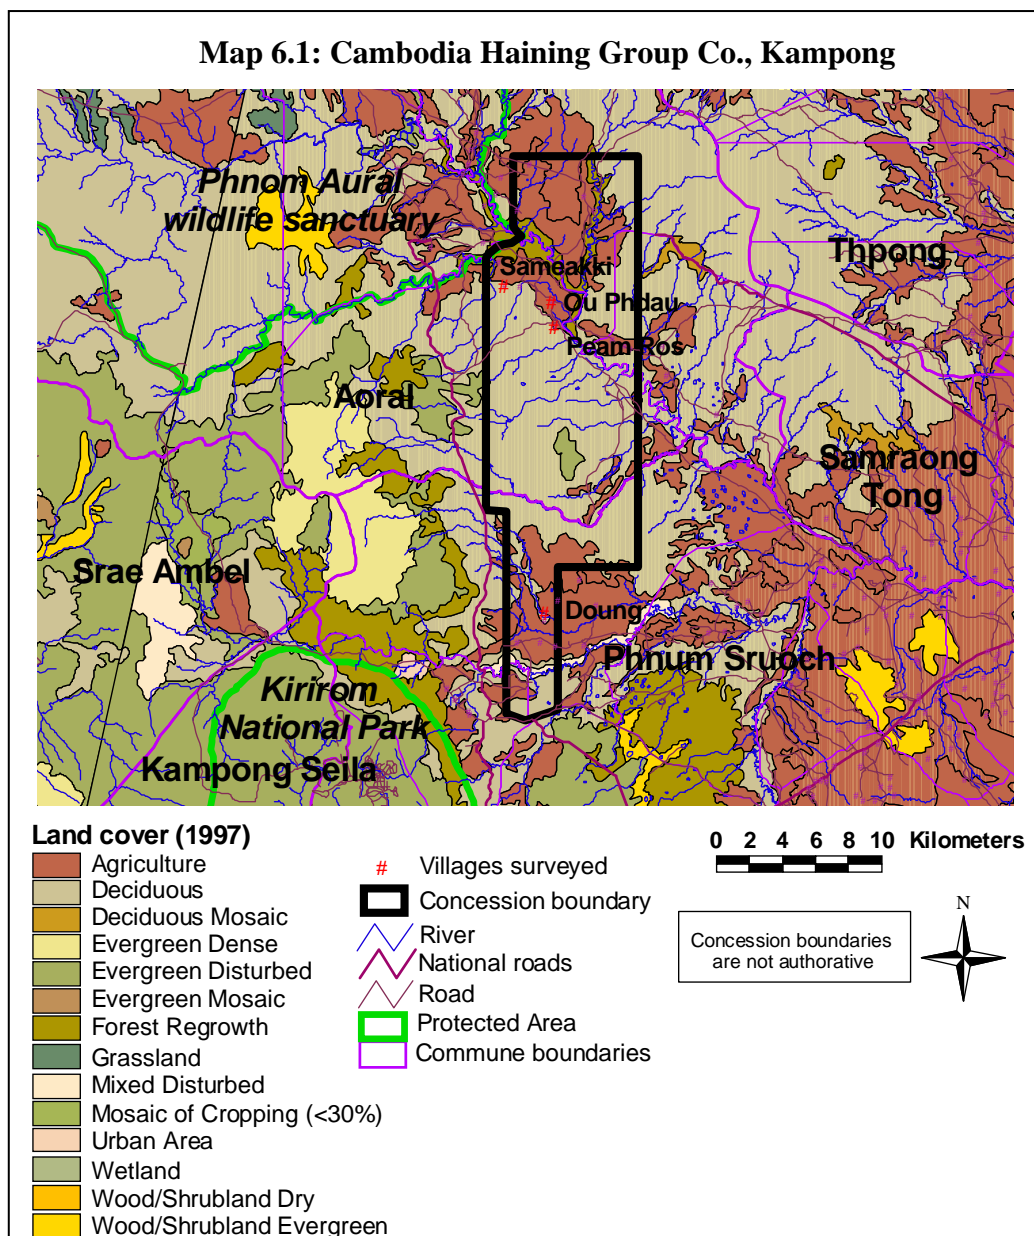 Map 6.1: Cambodia Haining Group Co., Kampong
Phnom Aural
wildlife sanctuary
Thpong
Sameakki
#
# Ou Phdau
#
Peam Ros
Aoral
Samraong
Tong
Srae Ambel
# Doung
Phnum Sruoch
Kirirom
National Park
Kampong Seila
Land cover (1997)
Agriculture
Deciduous
Deciduous Mosaic
Evergreen Dense
Evergreen Disturbed
Evergreen Mosaic
Forest Regrowth
Grassland
Mixed Disturbed
Mosaic of Cropping (<30%)
Urban Area
Wetland
Wood/Shrubland Dry
Wood/Shrubland Evergreen
# Villages surveyed
Concession boundary
River
National roads
Road
Protected Area
Commune boundaries
0 2 4 6 8 10 Kilometers
Concession boundaries
are not authorative
N